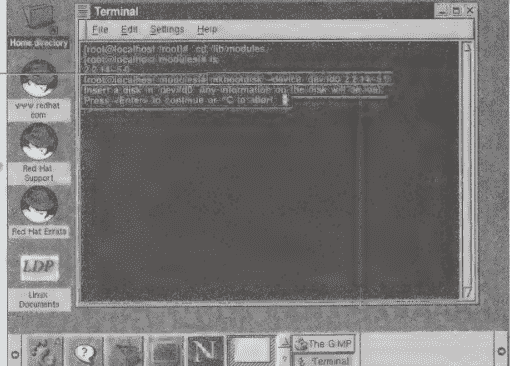 Home directory
www.redhat
com
Red Hat
Support
Red Hat Errata
LDP
Linux
Documents
Terminal
File Edit Settings Help
[root@localhost /root]# cd /lib/modules
[root@localhost modules]# ls
2.2.14-5.0
[root@localhost modules]# mkbootdisk --device /dev/fd0 2.2.14-5.0
Insert a disk in /dev/fd0. Any information on the disk will be lost.
Press <Enter> to continue or ^C to abort:
N
The GIMP
Terminal